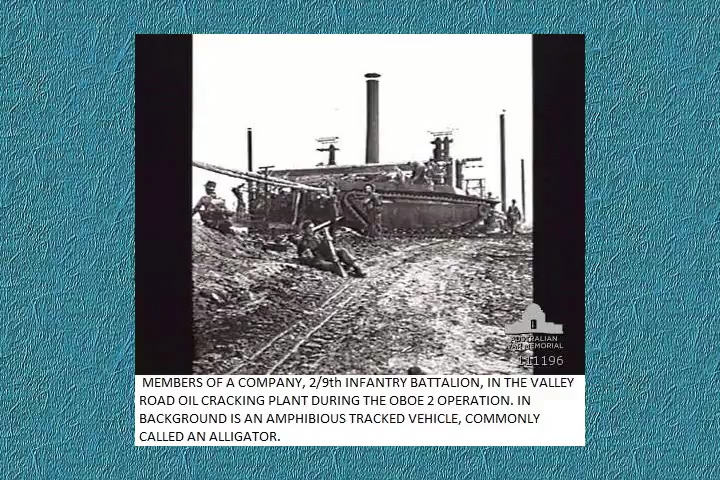 AUSTRALIAN
WAR MEMORIAL
111196
MEMBERS OF A COMPANY, 2/9th INFANTRY BATTALION, IN THE VALLEY
ROAD OIL CRACKING PLANT DURING THE OBOE 2 OPERATION. IN
BACKGROUND IS AN AMPHIBIOUS TRACKED VEHICLE, COMMONLY
CALLED AN ALLIGATOR.